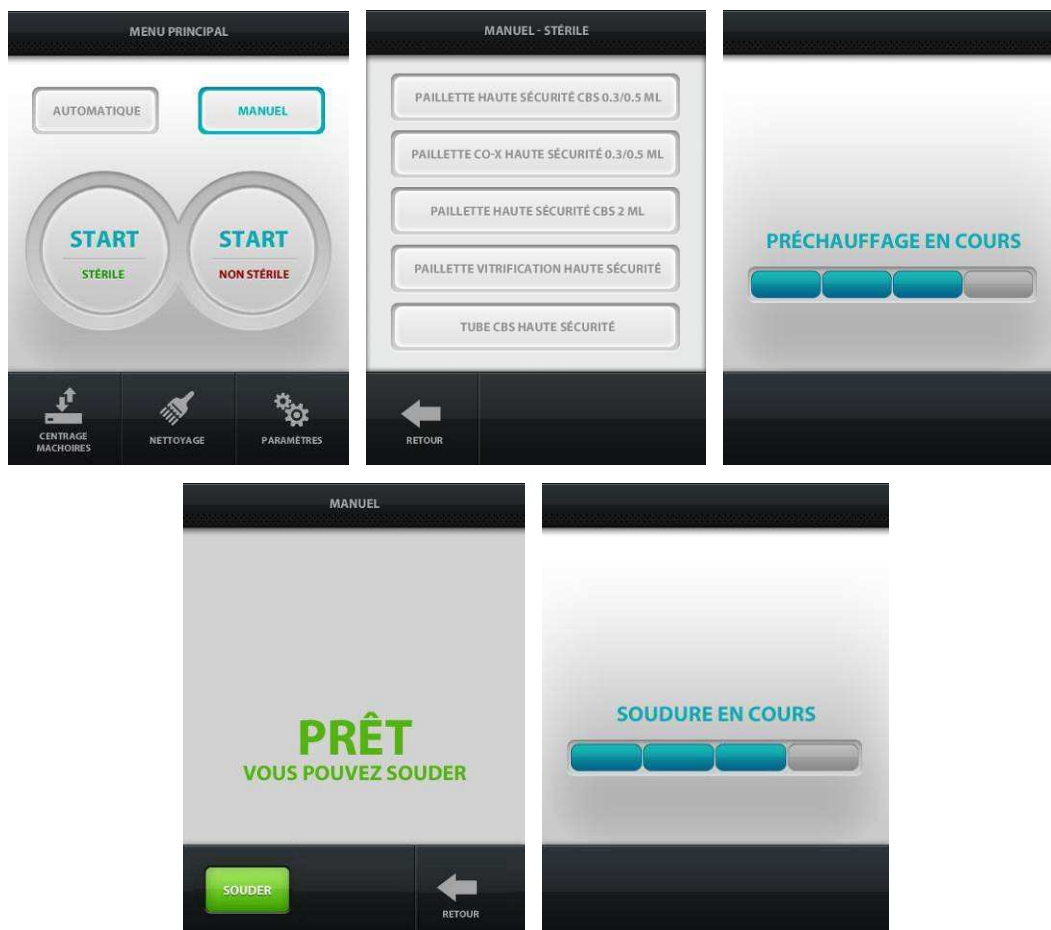 MENU PRINCIPAL
AUTOMATIQUE
MANUEL
START
STÉRILE
START
NON STÉRILE
CENTRAGE
MACHOIRES
NETTOYAGE
PARAMÈTRES
MANUEL - STÉRILE
PAILLETTE HAUTE SÉCURITÉ CBS 0.3/0.5 ML
PAILLETTE CO-X HAUTE SÉCURITÉ 0.3/0.5 ML
PAILLETTE HAUTE SÉCURITÉ CBS 2 ML
PAILLETTE VITRIFICATION HAUTE SÉCURITÉ
TUBE CBS HAUTE SÉCURITÉ
RETOUR
PRÉCHAUFFAGE EN COURS
MANUEL
PRÊT
VOUS POUVEZ SOUDER
SOUDER
RETOUR
SOUDURE EN COURS